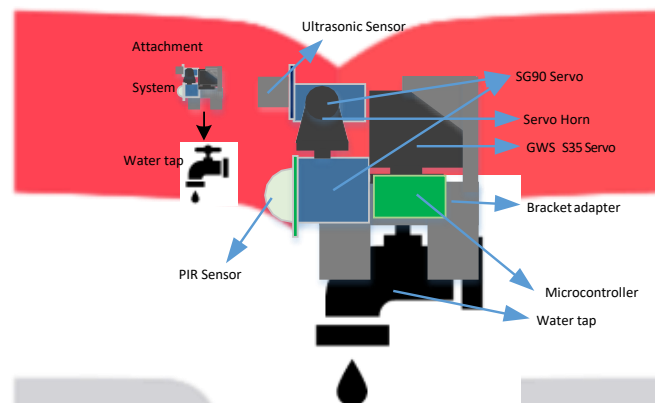 Ultrasonic Sensor
Attachment
System
SG90 Servo
Servo Horn
GWS S35 Servo
Water tap
Bracket adapter
PIR Sensor
Microcontroller
Water tap